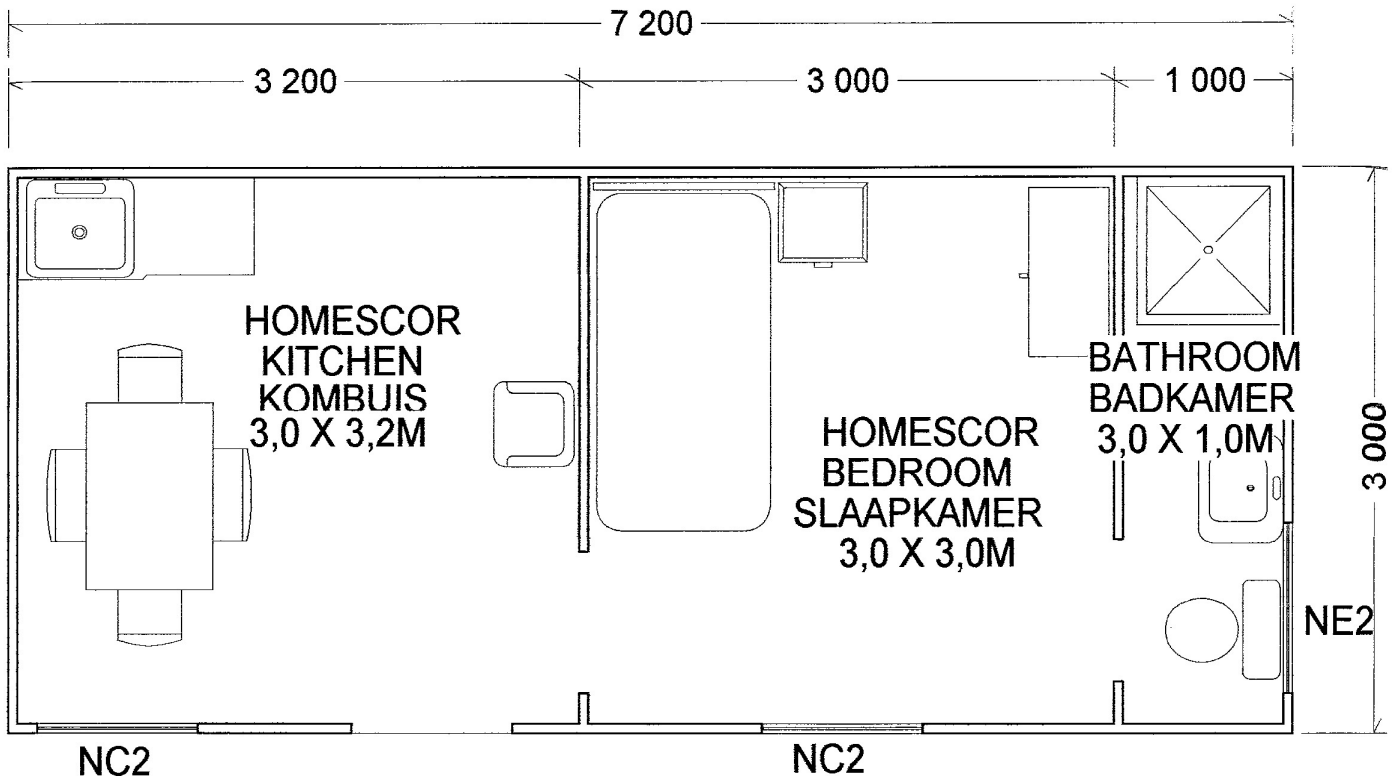 7 200
3 200
3 000
1 000
HOMESCOR
KITCHEN
KOMBUIS
3,0 X 3,2M
HOMESCOR
BEDROOM
SLAAPKAMER
3,0 X 3,0M
BATHROOM
BADKAMER
3,0 X 1,0M
3 000
NE2
NC2
NC2